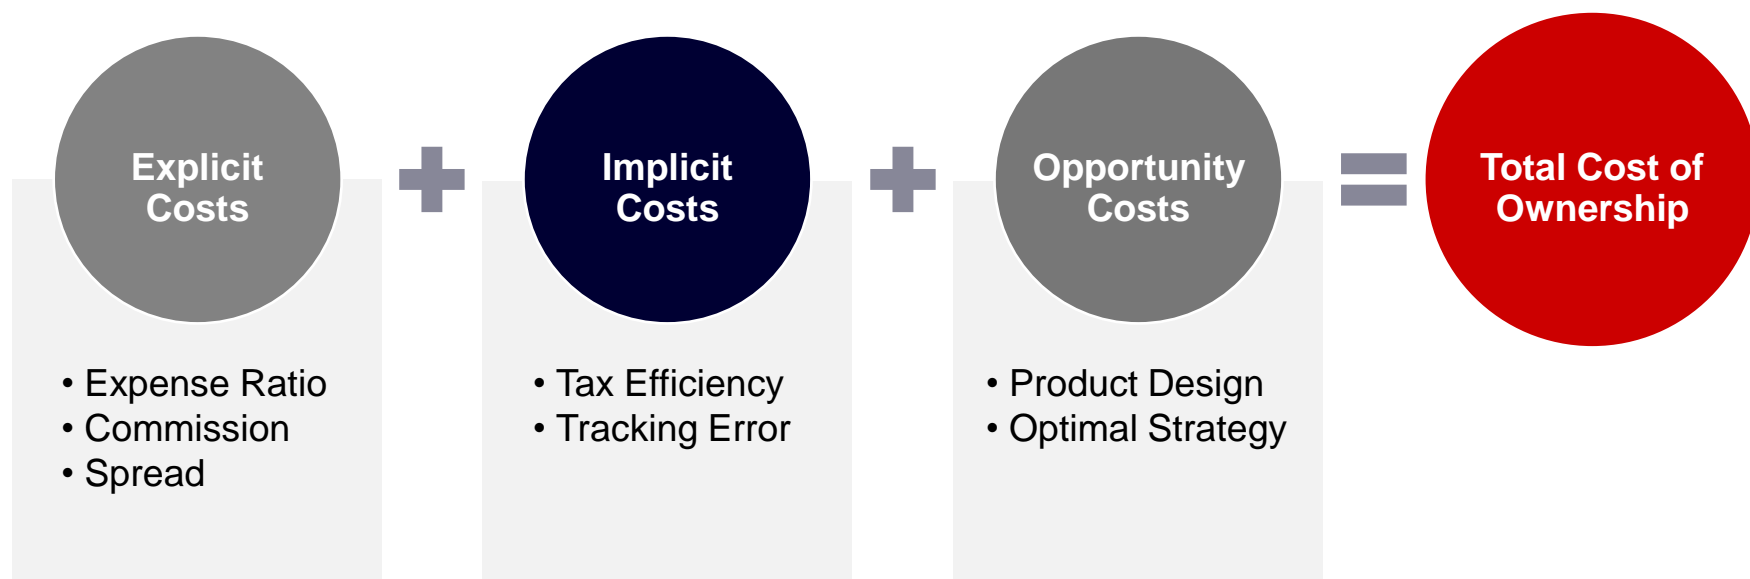 Explicit
Costs
Implicit
Costs
Opportunity
Costs
Total Cost of
Ownership
• Expense Ratio
• Commission
• Spread
• Tax Efficiency
• Tracking Error
• Product Design
• Optimal Strategy